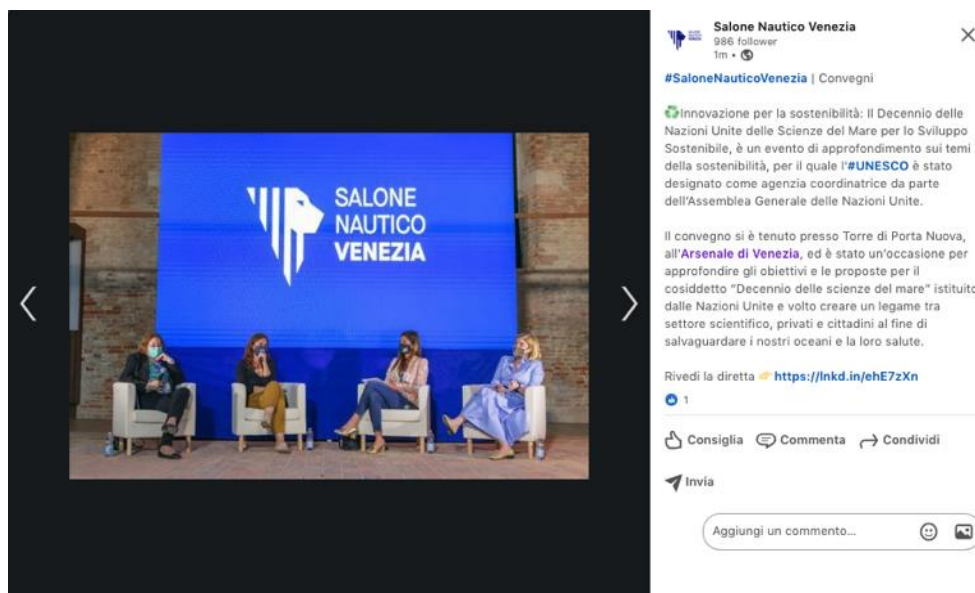 SALONE
NAUTICO
VENEZIA
Salone Nautico Venezia
986 follower
1m •
#SaloneNauticoVenezia | Convegni
Innovazione per la sostenibilità: Il Decennio delle
Nazioni Unite delle Scienze del Mare per lo Sviluppo
Sostenibile, è un evento di approfondimento sui temi
della sostenibilità, per il quale l'#UNESCO è stato
designato come agenzia coordinatrice da parte
dell'Assemblea Generale delle Nazioni Unite.
Il convegno si è tenuto presso Torre di Porta Nuova,
all'Arsenale di Venezia, ed è stato un'occasione per
approfondire gli obiettivi e le proposte per il
cosiddetto "Decennio delle scienze del mare" istituito
dalle Nazioni Unite e volto creare un legame tra
settore scientifico, privati e cittadini al fine di
salvaguardare i nostri oceani e la loro salute.
Rivedi la diretta 👉 https://lnkd.in/ehE7zXn
1
Consiglia Commenta Condividi
Invia
Aggiungi un commento...